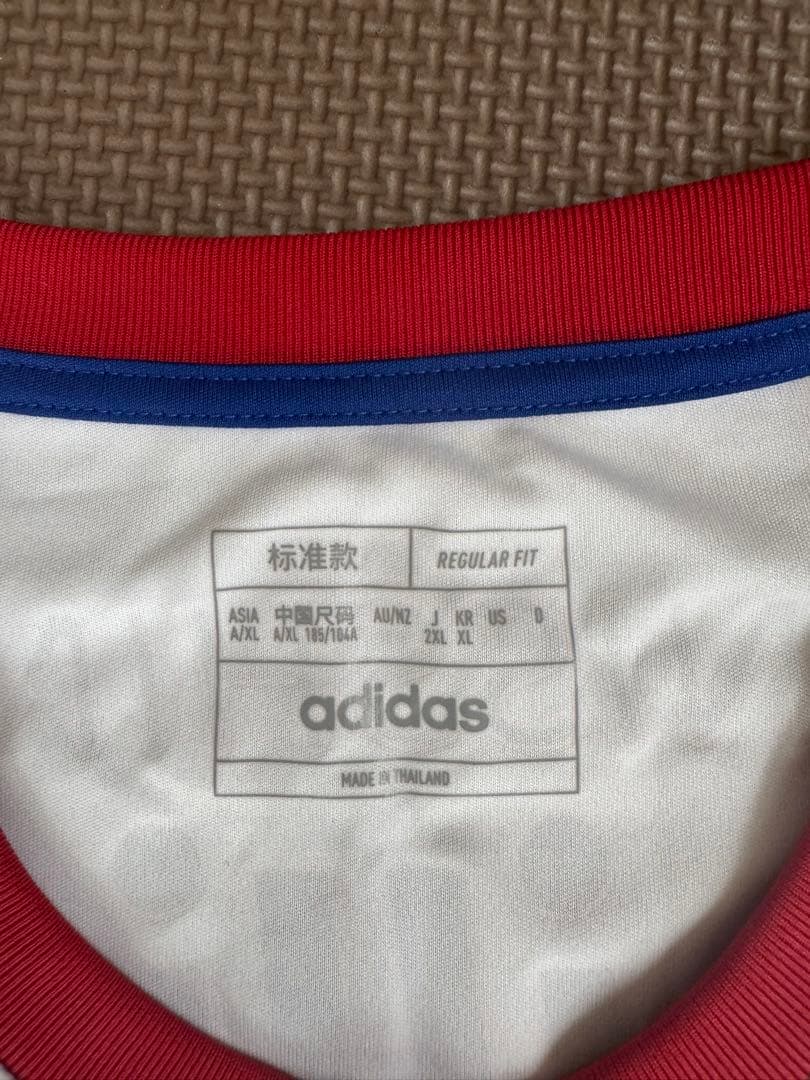 标准款 REGULAR FIT
ASIA 中国尺码 AU/NZ J KR US D
A/XL A/XL 185/104A 2XL XL
adidas
MADE IN THAILAND